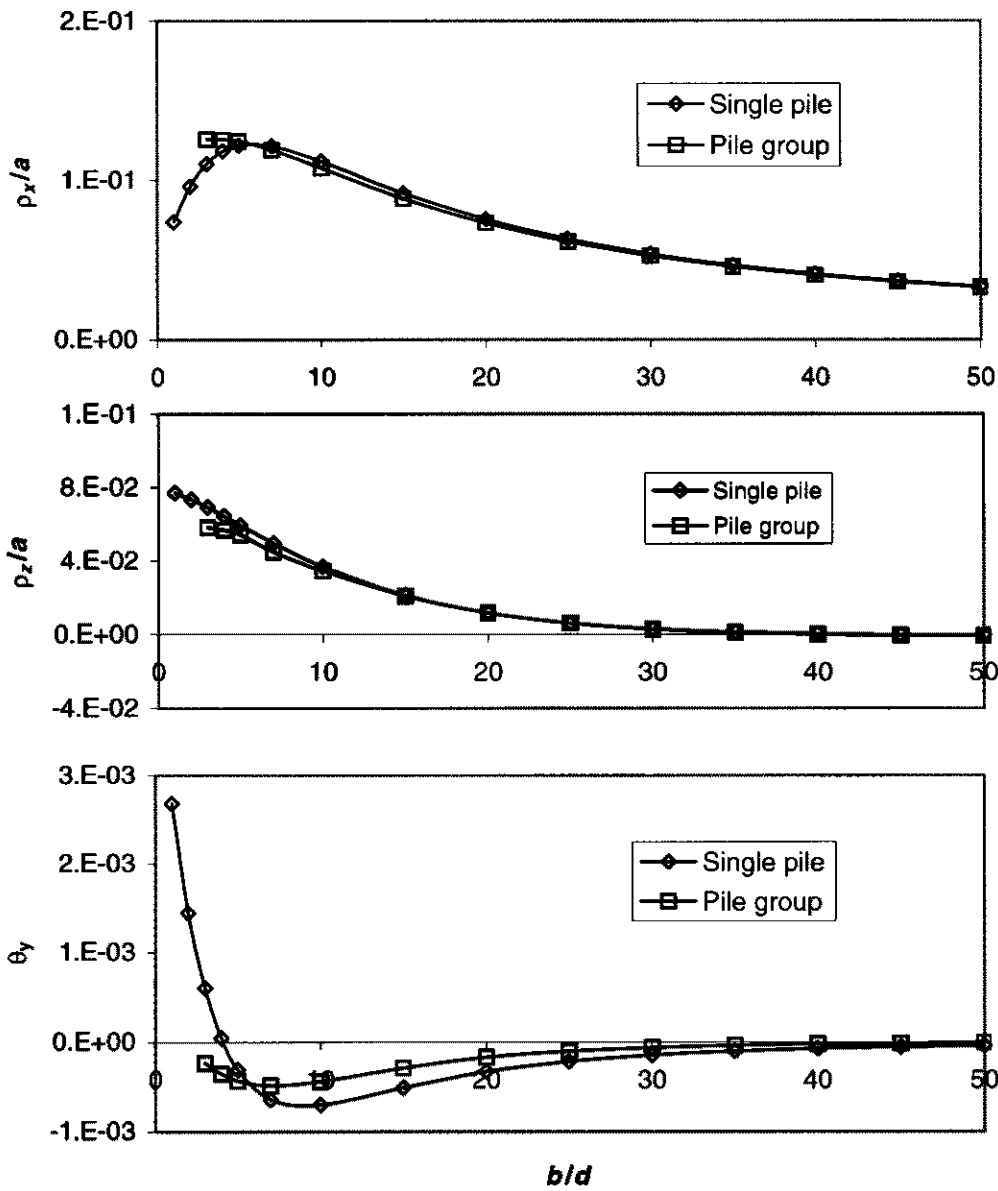 2.E-01
1.E-01
0.E+00
ρx/a
Single pile
Pile group
0 10 20 30 40 50
1.E-01
8.E-02
4.E-02
0.E+00
-4.E-02
ρz/a
Single pile
Pile group
0 10 20 30 40 50
3.E-03
2.E-03
1.E-03
0.E+00
-1.E-03
θy
Single pile
Pile group
0 10 20 30 40 50
b/d